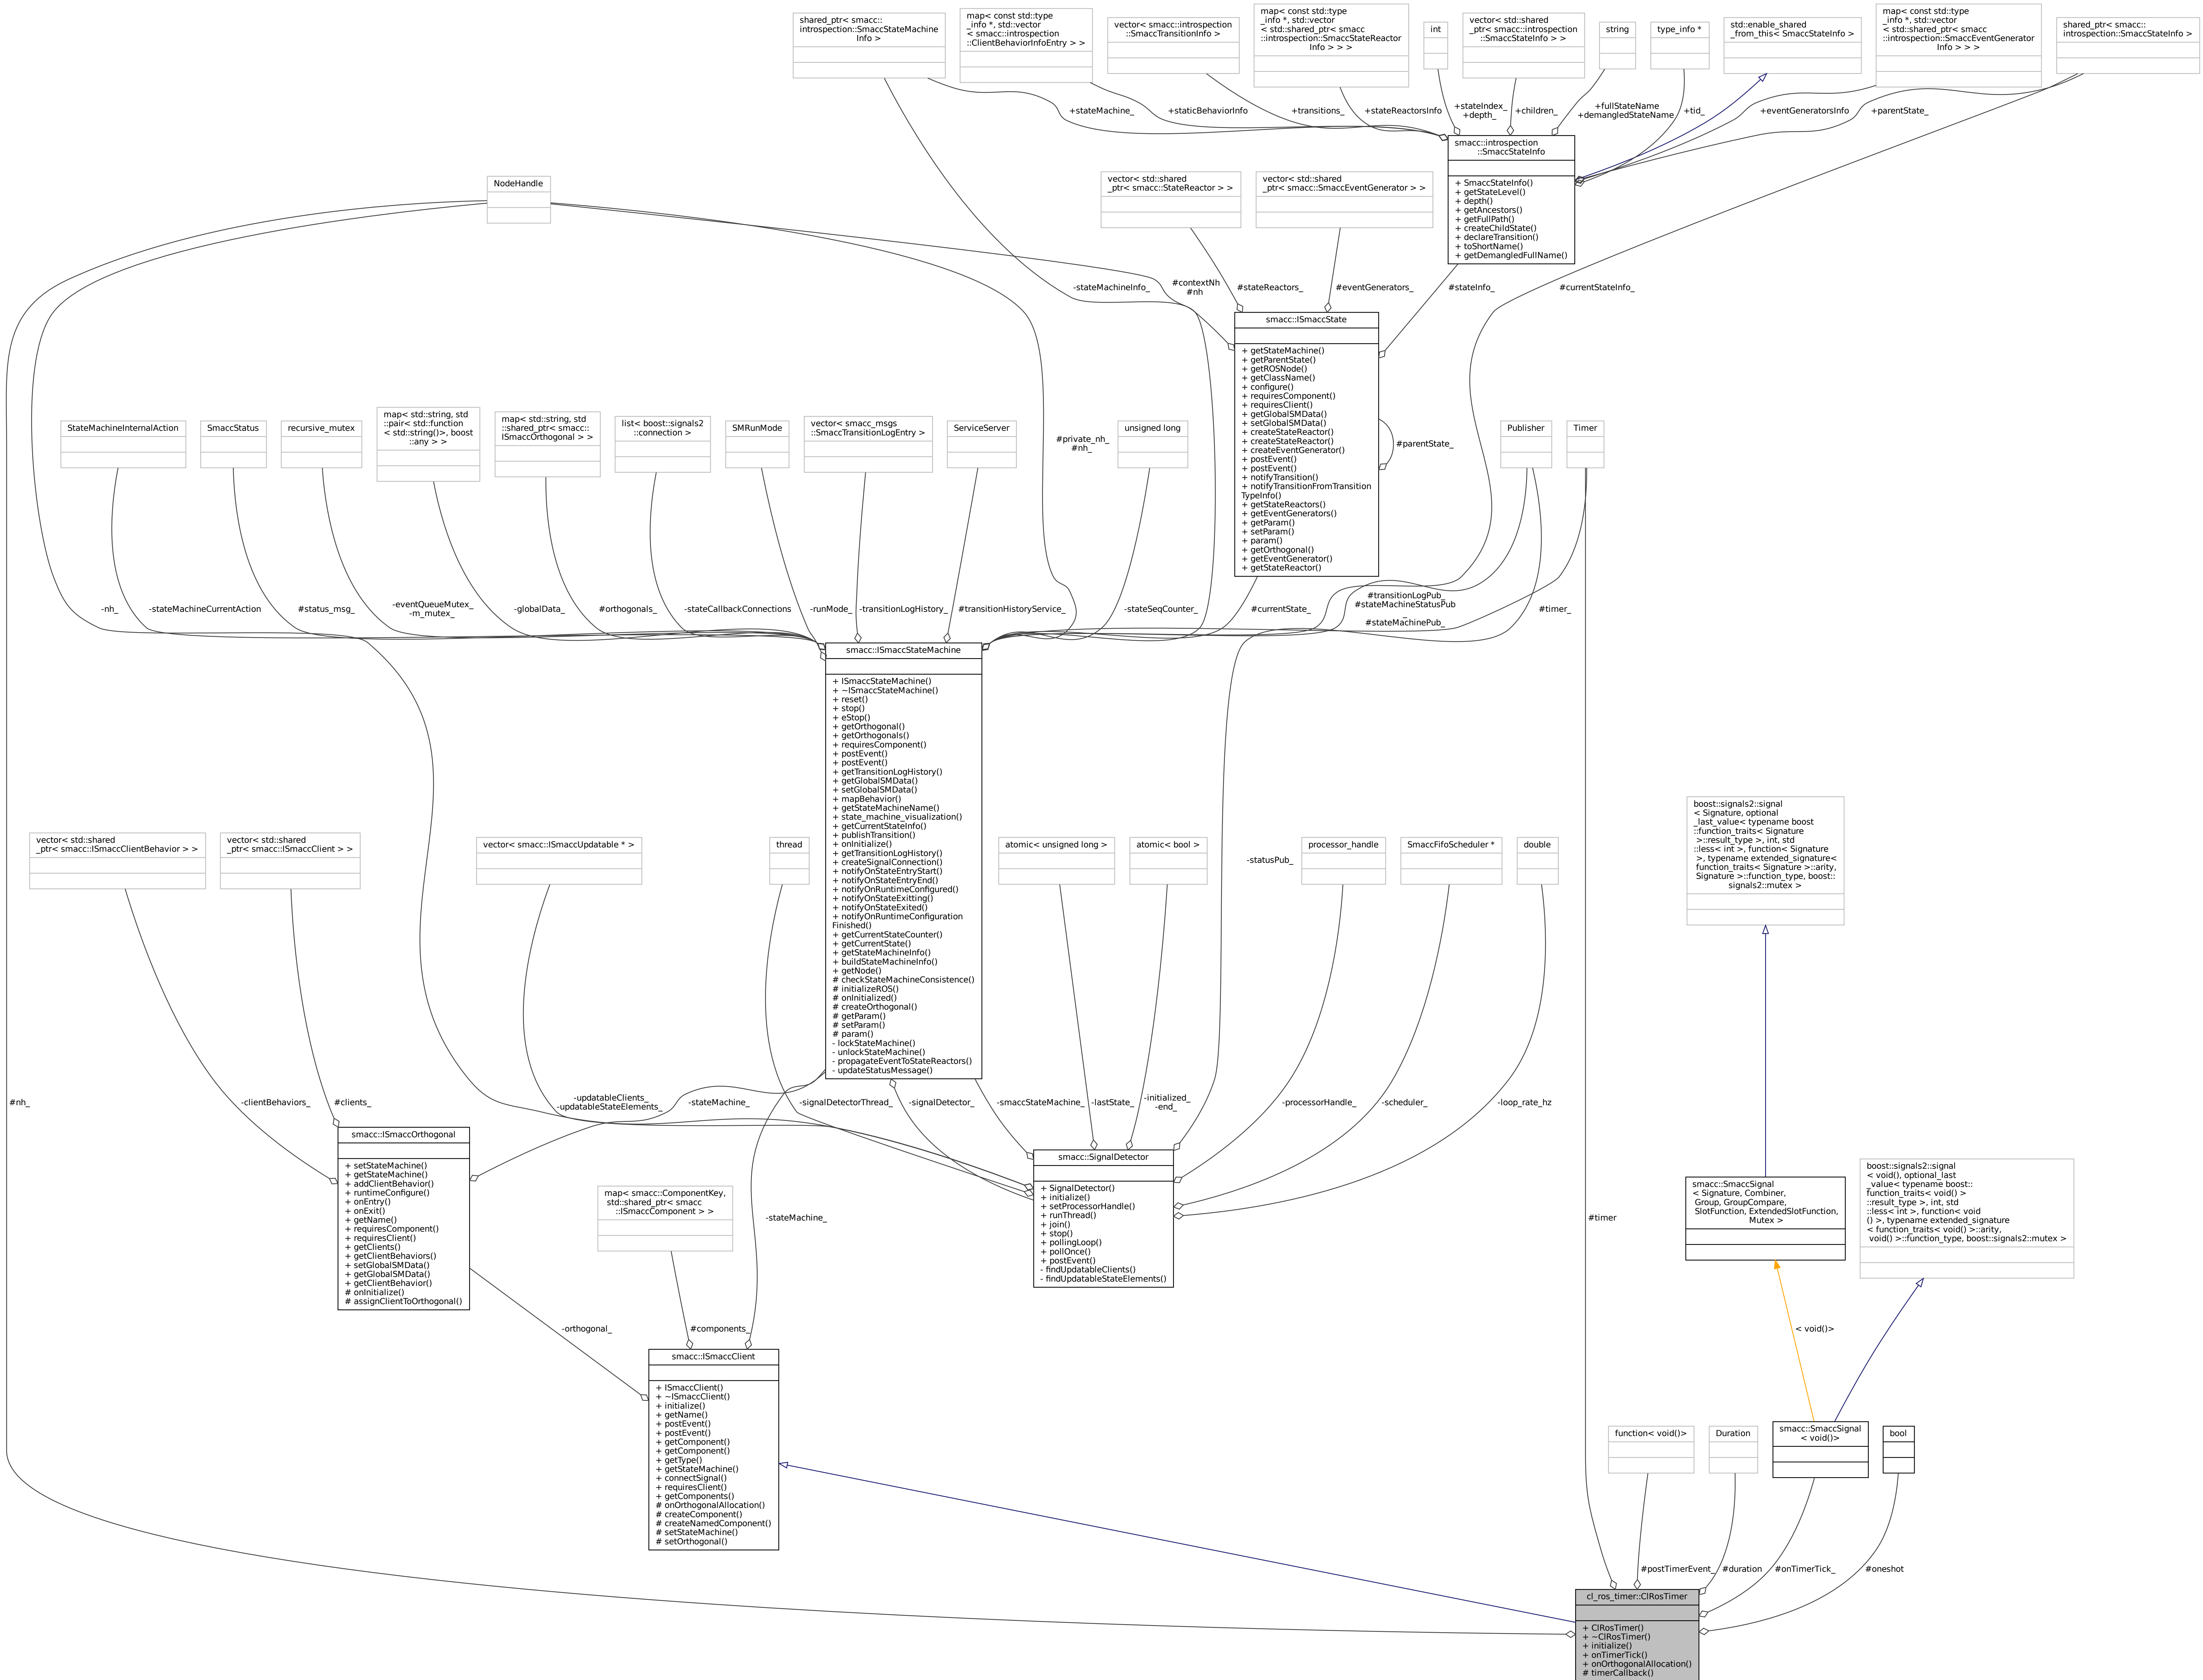 shared_ptr< smacc::
introspection::SmaccStateMachine
Info >
map< const std::type
_info *, std::vector
< smacc::introspection
::ClientBehaviorInfoEntry > >
vector< smacc::introspection
::SmaccTransitionInfo >
map< const std::type
_info *, std::vector
< std::shared_ptr< smacc
::introspection::SmaccStateReactor
Info > > >
int
vector< std::shared
_ptr< smacc::introspection
::SmaccStateInfo > >
string
type_info *
std::enable_shared
_from_this< SmaccStateInfo >
map< const std::type
_info *, std::vector
< std::shared_ptr< smacc
::introspection::SmaccEventGenerator
Info > > >
shared_ptr< smacc::
introspection::SmaccStateInfo >
+stateMachine_
+staticBehaviorInfo
+transitions_
+stateReactorsInfo
+stateIndex_
+depth_
+children_
+fullStateName
+demangledStateName
+tid_
+eventGeneratorsInfo
+parentState_
smacc::introspection
::SmaccStateInfo
+ SmaccStateInfo()
+ getStateLevel()
+ depth()
+ getAncestors()
+ getFullPath()
+ createChildState()
+ declareTransition()
+ toShortName()
+ getDemangledFullName()
NodeHandle
vector< std::shared
_ptr< smacc::StateReactor > >
vector< std::shared
_ptr< smacc::SmaccEventGenerator > >
-stateMachineInfo_
#contextNh
#nh
#stateReactors_
#eventGenerators_
#stateInfo_
#currentStateInfo_
smacc::ISmaccState
+ getStateMachine()
+ getParentState()
+ getROSNode()
+ getClassName()
+ configure()
+ requiresComponent()
+ requiresClient()
+ getGlobalSMData()
+ setGlobalSMData()
+ createStateReactor()
+ createStateReactor()
+ createEventGenerator()
+ postEvent()
+ postEvent()
+ notifyTransition()
+ notifyTransitionFromTransition
TypeInfo()
+ getStateReactors()
+ getEventGenerators()
+ getParam()
+ setParam()
+ param()
+ getOrthogonal()
+ getEventGenerator()
+ getStateReactor()
#parentState_
StateMachineInternalAction
SmaccStatus
recursive_mutex
map< std::string, std
::pair< std::function
< std::string()>, boost
::any > >
map< std::string, std
::shared_ptr< smacc::
ISmaccOrthogonal > >
list< boost::signals2
::connection >
SMRunMode
vector< smacc_msgs
::SmaccTransitionLogEntry >
ServiceServer
#private_nh_
#nh_
unsigned long
Publisher
Timer
-nh_
-stateMachineCurrentAction
#status_msg_
-eventQueueMutex_
-m_mutex_
-globalData_
#orthogonals_
-stateCallbackConnections
-runMode_
-transitionLogHistory_
#transitionHistoryService_
-stateSeqCounter_
#currentState_
#transitionLogPub_
#stateMachineStatusPub
_
#stateMachinePub_
#timer_
smacc::ISmaccStateMachine
+ ISmaccStateMachine()
+ ~ISmaccStateMachine()
+ reset()
+ stop()
+ eStop()
+ getOrthogonal()
+ getOrthogonals()
+ requiresComponent()
+ postEvent()
+ postEvent()
+ getTransitionLogHistory()
+ getGlobalSMData()
+ setGlobalSMData()
+ mapBehavior()
+ getStateMachineName()
+ state_machine_visualization()
+ getCurrentStateInfo()
+ publishTransition()
+ onInitialize()
+ getTransitionLogHistory()
+ createSignalConnection()
+ notifyOnStateEntryStart()
+ notifyOnStateEntryEnd()
+ notifyOnRuntimeConfigured()
+ notifyOnStateExitting()
+ notifyOnStateExited()
+ notifyOnRuntimeConfiguration
Finished()
+ getCurrentStateCounter()
+ getCurrentState()
+ getStateMachineInfo()
+ buildStateMachineInfo()
+ getNode()
# checkStateMachineConsistence()
# initializeROS()
# onInitialized()
# createOrthogonal()
# getParam()
# setParam()
# param()
- lockStateMachine()
- unlockStateMachine()
- propagateEventToStateReactors()
- updateStatusMessage()
vector< std::shared
_ptr< smacc::ISmaccClientBehavior > >
vector< std::shared
_ptr< smacc::ISmaccClient > >
vector< smacc::ISmaccUpdatable * >
thread
atomic< unsigned long >
atomic< bool >
-statusPub_
processor_handle
SmaccFifoScheduler *
double
boost::signals2::signal
< Signature, optional
_last_value< typename boost
::function_traits< Signature
>::result_type >, int, std
::less< int >, function< Signature
>, typename extended_signature<
function_traits< Signature >::arity,
Signature >::function_type, boost::
signals2::mutex >
#nh_
-clientBehaviors_
#clients_
-updatableClients_
-updatableStateElements_
-stateMachine_
-signalDetectorThread_
-signalDetector_
-smaccStateMachine_
-lastState_
-initialized_
-end_
-processorHandle_
-scheduler_
-loop_rate_hz
smacc::ISmaccOrthogonal
+ setStateMachine()
+ getStateMachine()
+ addClientBehavior()
+ runtimeConfigure()
+ onEntry()
+ onExit()
+ getName()
+ requiresComponent()
+ requiresClient()
+ getClients()
+ getClientBehaviors()
+ setGlobalSMData()
+ getGlobalSMData()
+ getClientBehavior()
# onInitialize()
# assignClientToOrthogonal()
smacc::SignalDetector
+ SignalDetector()
+ initialize()
+ setProcessorHandle()
+ runThread()
+ join()
+ stop()
+ pollingLoop()
+ pollOnce()
+ postEvent()
- findUpdatableClients()
- findUpdatableStateElements()
map< smacc::ComponentKey,
std::shared_ptr< smacc
::ISmaccComponent > >
-stateMachine_
#timer
smacc::SmaccSignal
< Signature, Combiner,
Group, GroupCompare,
SlotFunction, ExtendedSlotFunction,
Mutex >
boost::signals2::signal
< void(), optional_last
_value< typename boost::
function_traits< void() >
::result_type >, int, std
::less< int >, function< void
() >, typename extended_signature
< function_traits< void() >::arity,
void() >::function_type, boost::signals2::mutex >
-orthogonal_
#components_
< void()>
smacc::ISmaccClient
+ ISmaccClient()
+ ~ISmaccClient()
+ initialize()
+ getName()
+ postEvent()
+ postEvent()
+ getComponent()
+ getComponent()
+ getType()
+ getStateMachine()
+ connectSignal()
+ requiresClient()
+ getComponents()
# onOrthogonalAllocation()
# createComponent()
# createNamedComponent()
# setStateMachine()
# setOrthogonal()
function< void()>
Duration
smacc::SmaccSignal
< void()>
bool
#postTimerEvent_
#duration
#onTimerTick_
#oneshot
cl_ros_timer::ClRosTimer
+ ClRosTimer()
+ ~ClRosTimer()
+ initialize()
+ onTimerTick()
+ onOrthogonalAllocation()
# timerCallback()